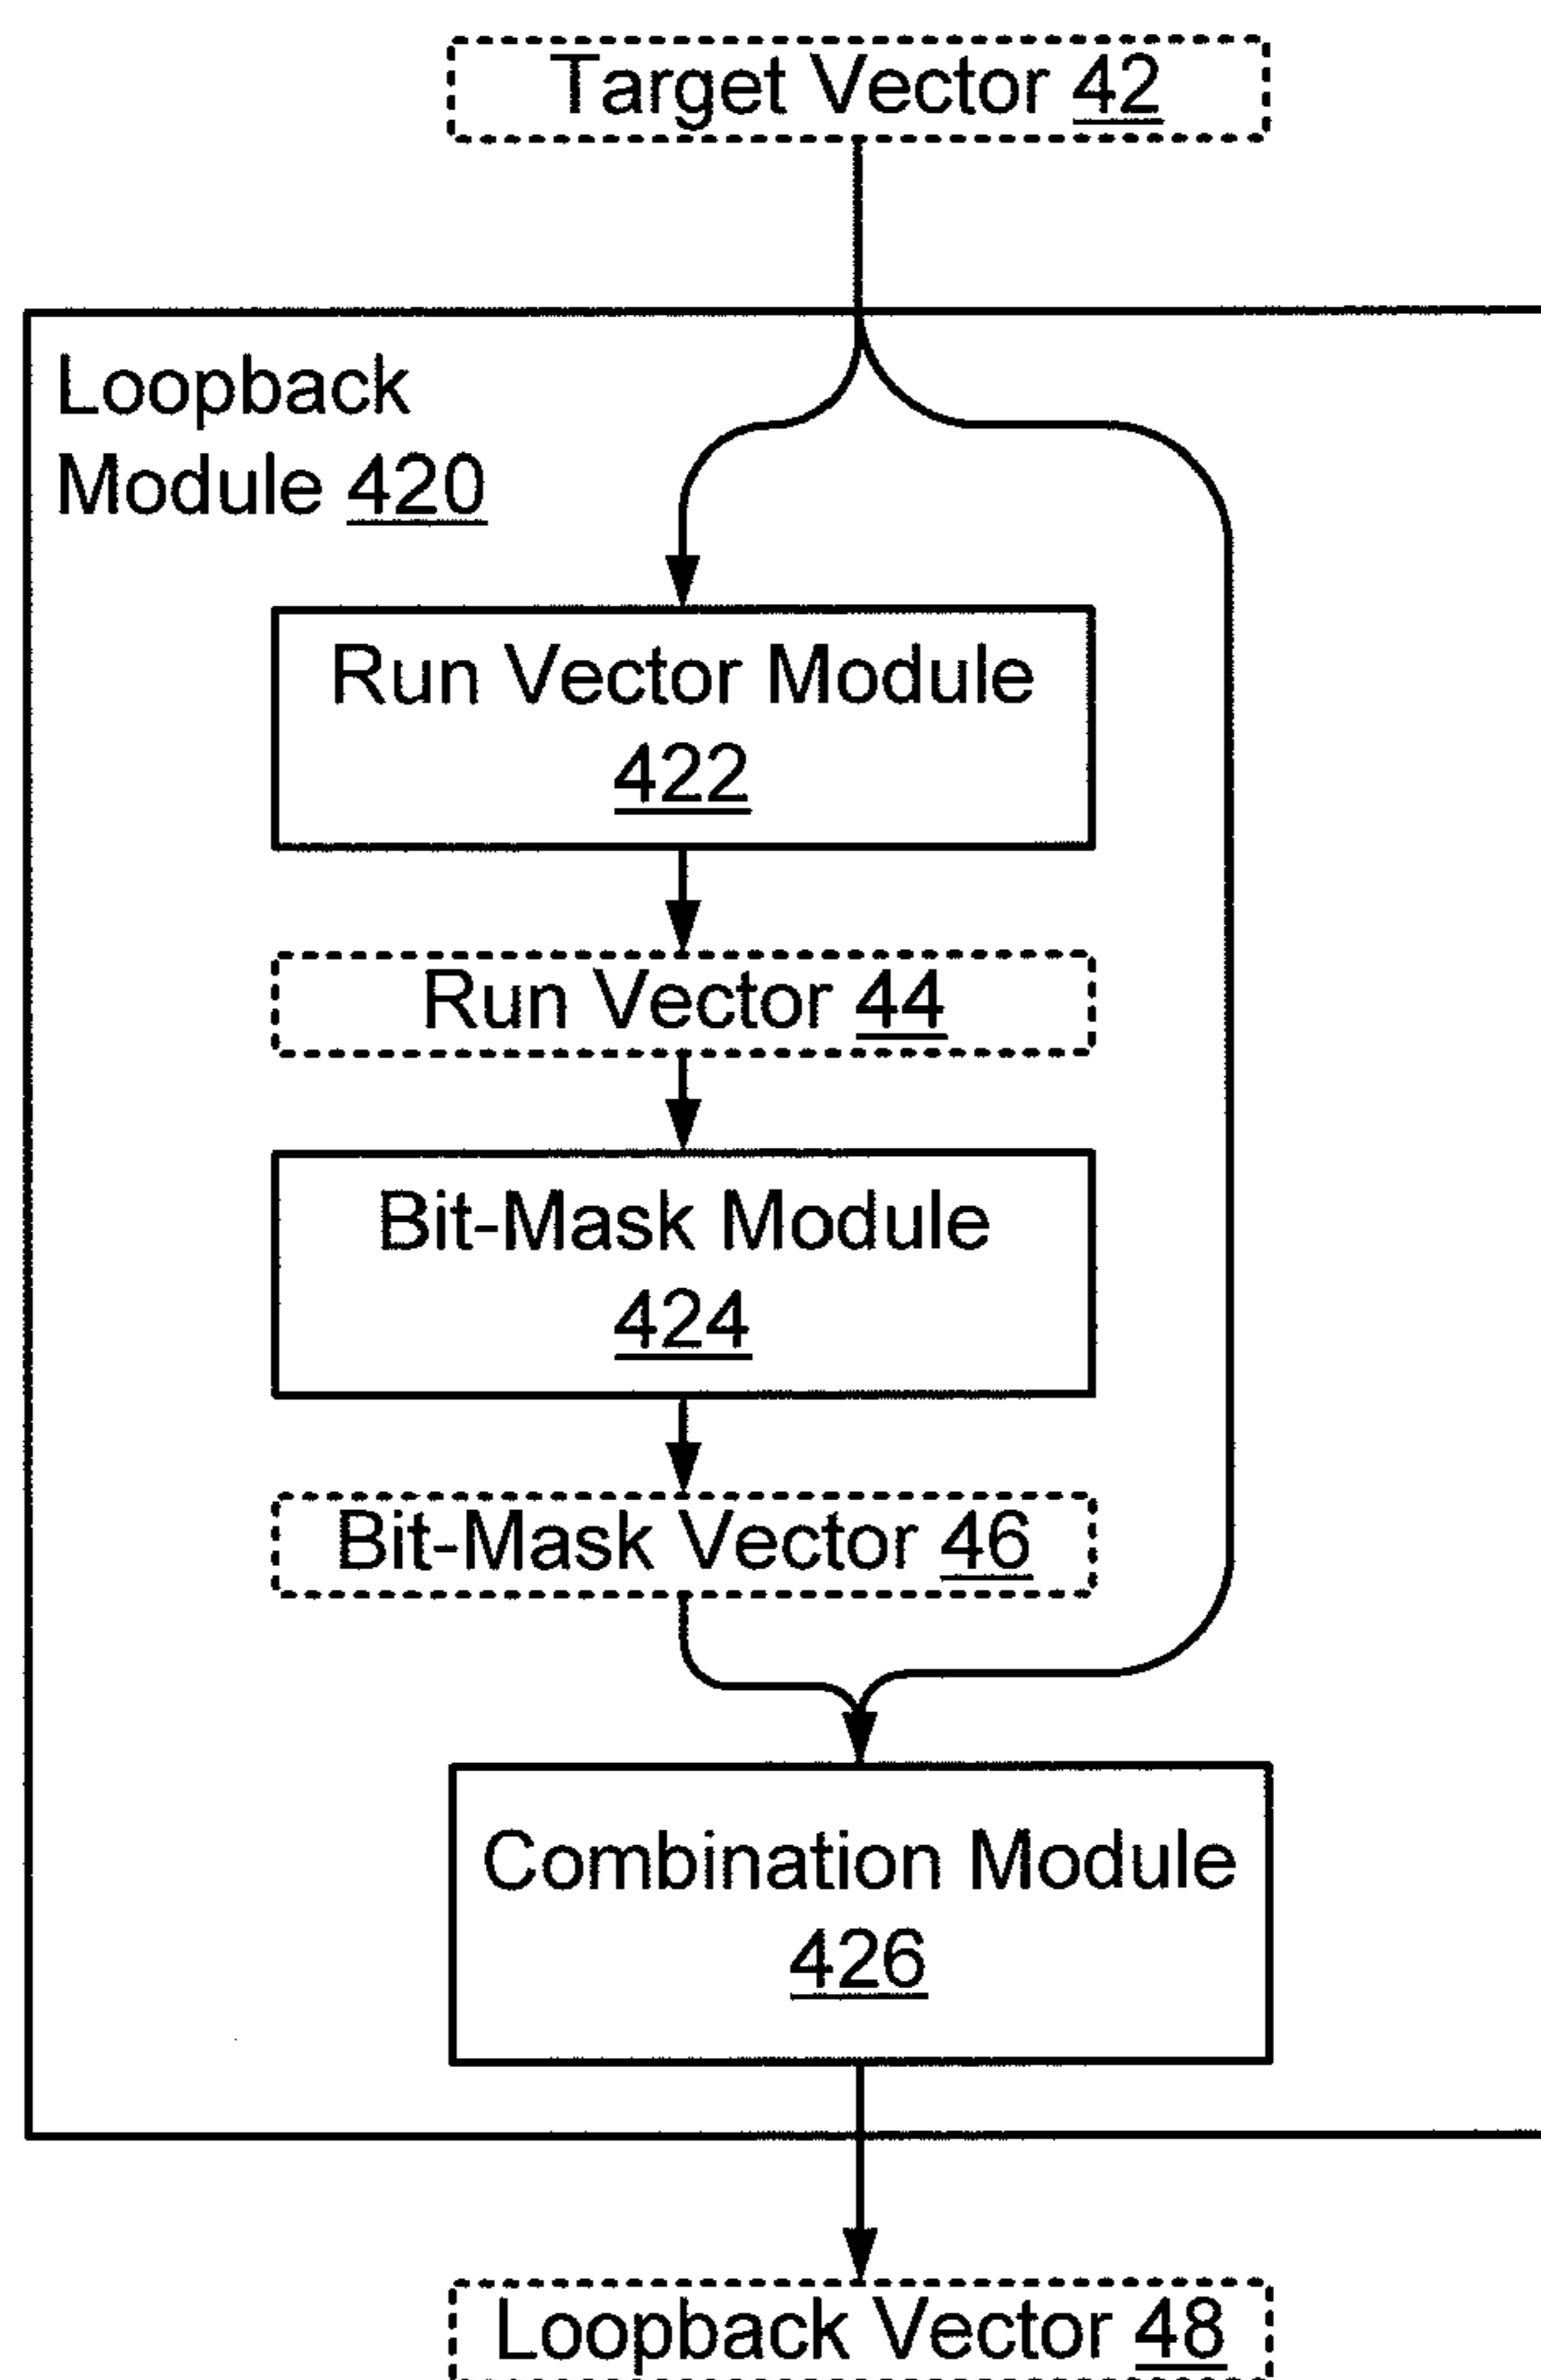 Target Vector 42
Loopback
Module 420
Run Vector Module
422
Run Vector 44
Bit-Mask Module
424
Bit-Mask Vector 46
Combination Module
426
Loopback Vector 48